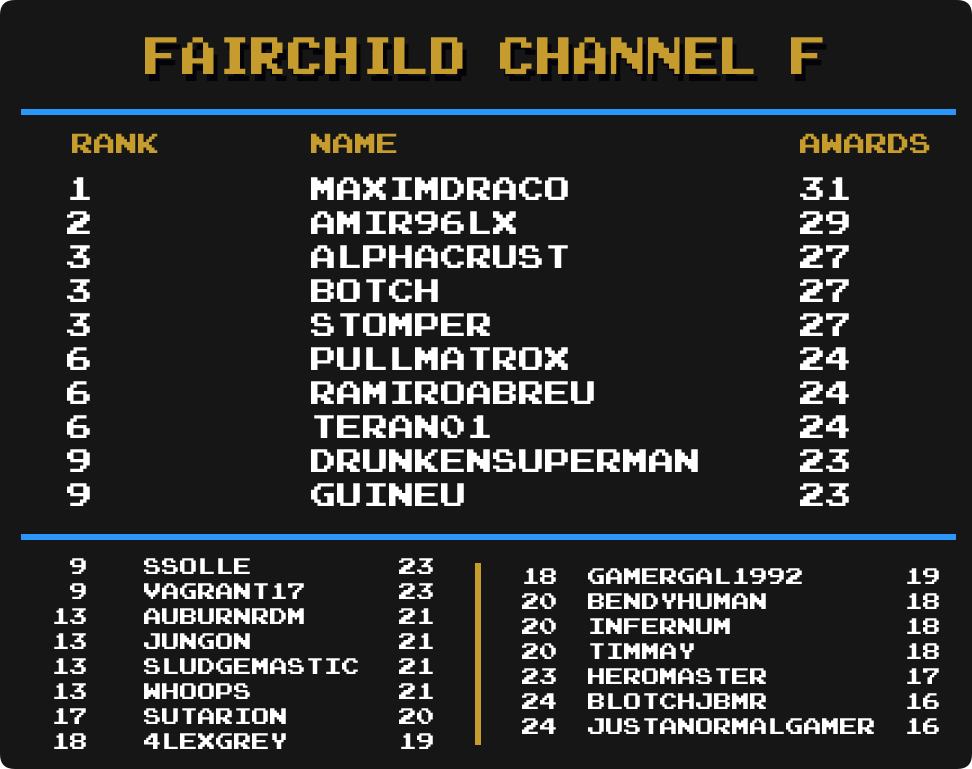 FAIRCHILD CHANNEL F
RANK NAME AWARDS
1 MAXIMDRACO 31
2 AMIR96LX 29
3 ALPHACRUST 27
3 BOTCH 27
3 STOMPER 27
6 PULLMATROX 24
6 RAMIROABREU 24
6 TERAN01 24
9 DRUNKENSUPERMAN 23
9 GUINEU 23
9 SSOLLE 23
9 VAGRANT17 23
13 AUBURNRDM 21
13 JUNGON 21
13 SLUDGEMASTIC 21
13 WHOOPS 21
17 SUTARION 20
18 4LEXGREY 19
18 GAMERGAL1992 19
20 BENDYHUMAN 18
20 INFERNUM 18
20 TIMMAY 18
23 HEROMASTER 17
24 BLOTCHJBMR 16
24 JUSTANORMALGAMER 16